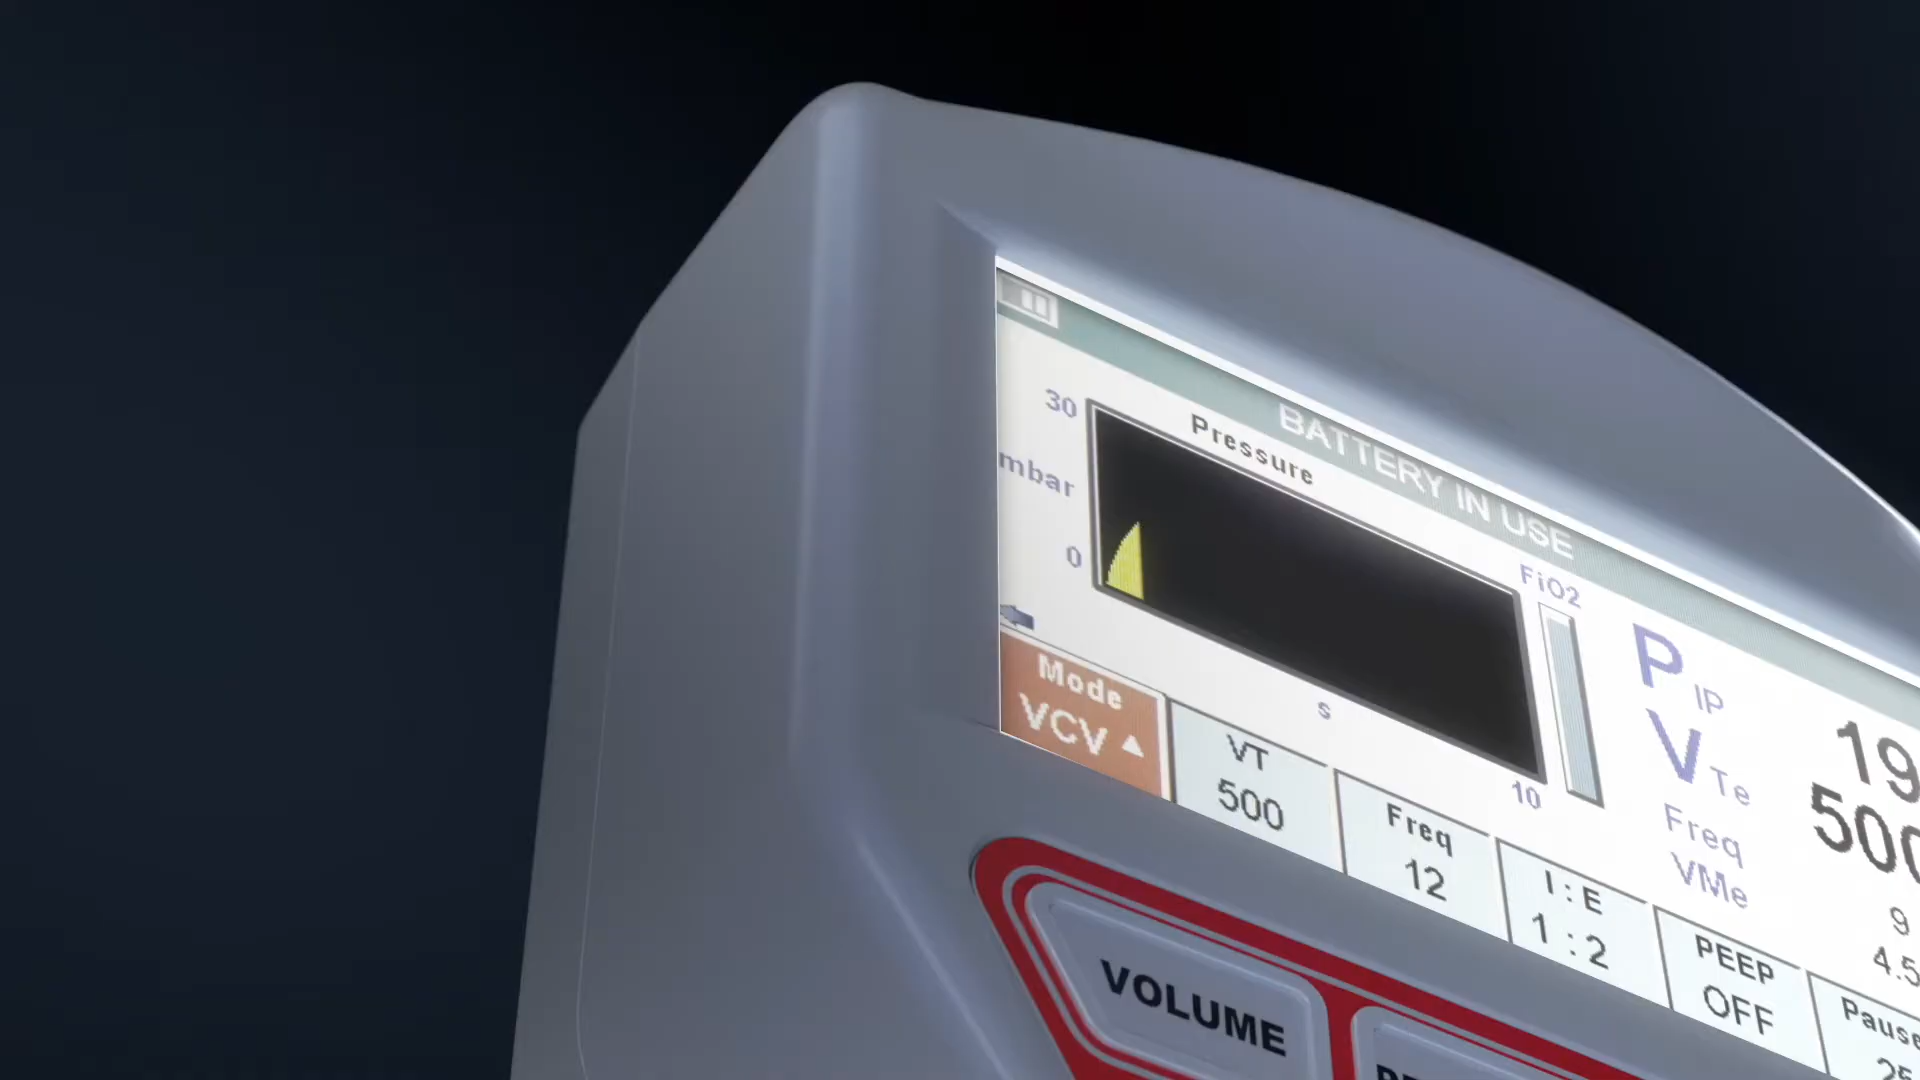 BATTERY IN USE
Pressure
30
mbar
0
s
10
FiO2
P IP
19
V Te
500
Freq
9
VMe
4.5
Mode
VCV
VT
500
Freq
12
I : E
1 : 2
PEEP
OFF
Pause
25
VOLUME